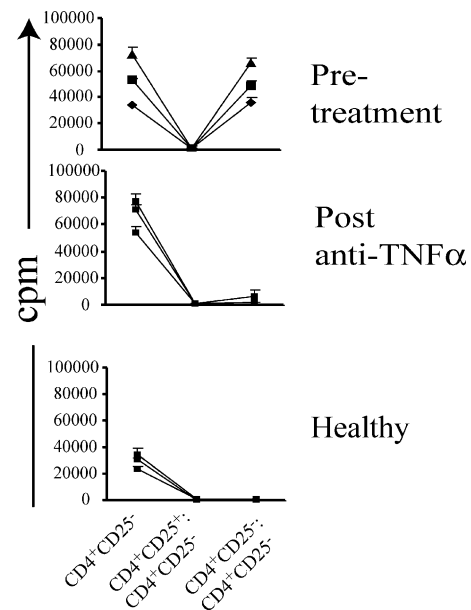 100000
80000
60000
40000
20000
0
Pre-
treatment
100000
80000
60000
40000
20000
0
Post
anti-TNFα
cpm
100000
80000
60000
40000
20000
0
Healthy
CD4⁺CD25⁻
CD4⁺CD25⁺:
CD4⁺CD25⁻
CD4⁺CD25⁻:
CD4⁺CD25⁻